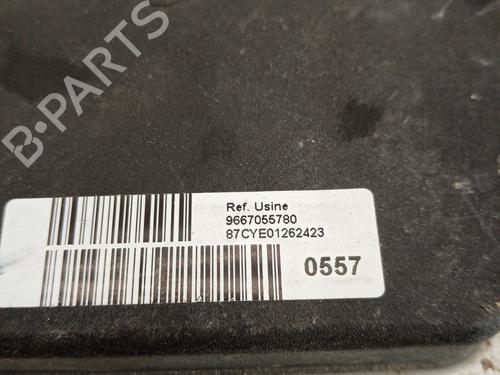 B-PARTS
Ref. Usine
9667055780
87CYE01262423
0557